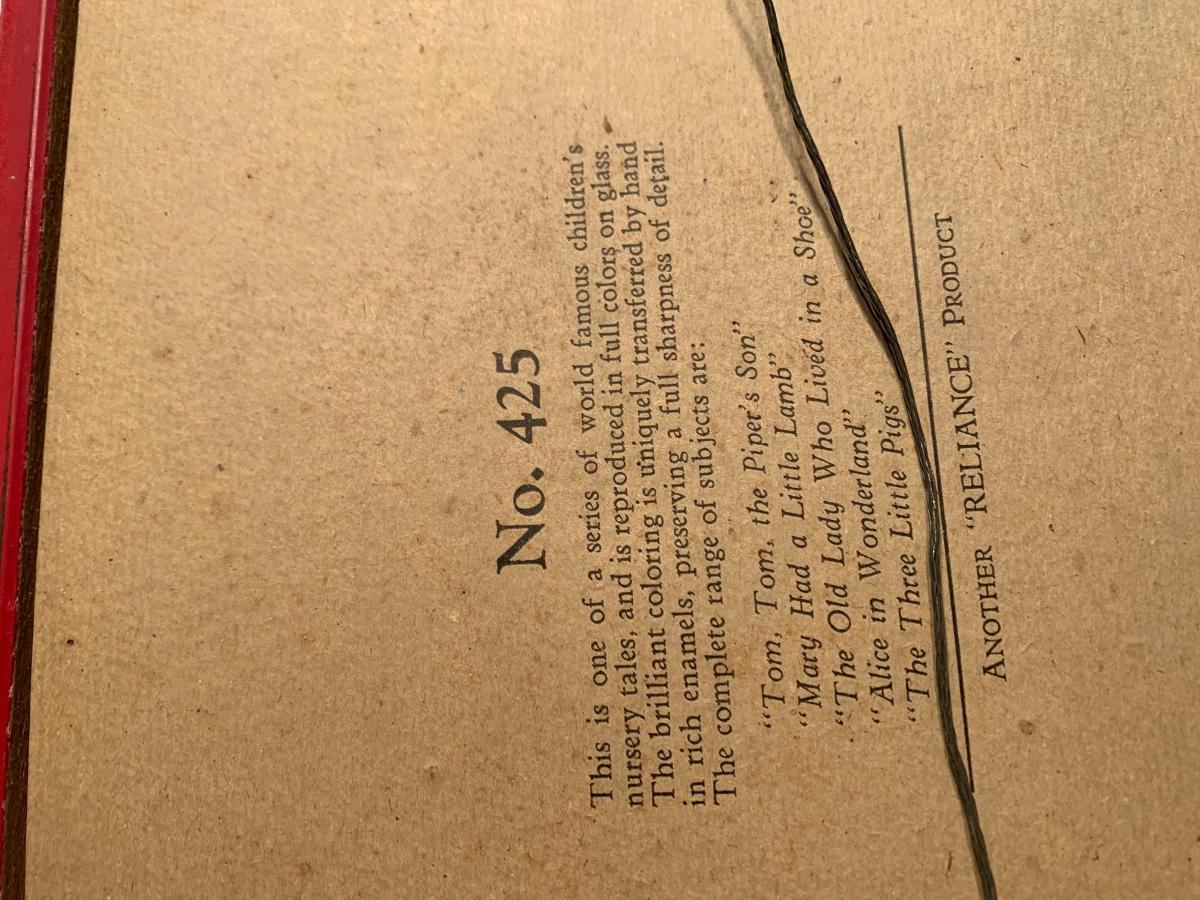 No. 425
This is one of a series of world famous children's
nursery tales, and is reproduced in full colors on glass.
The brilliant coloring is uniquely transferred by hand
in rich enamels, preserving a full sharpness of detail.
The complete range of subjects are:
“Tom, Tom, the Piper's Son”
“Mary Had a Little Lamb”
“The Old Lady Who Lived in a Shoe”
“Alice in Wonderland”
“The Three Little Pigs”
ANOTHER “RELIANCE” PRODUCT